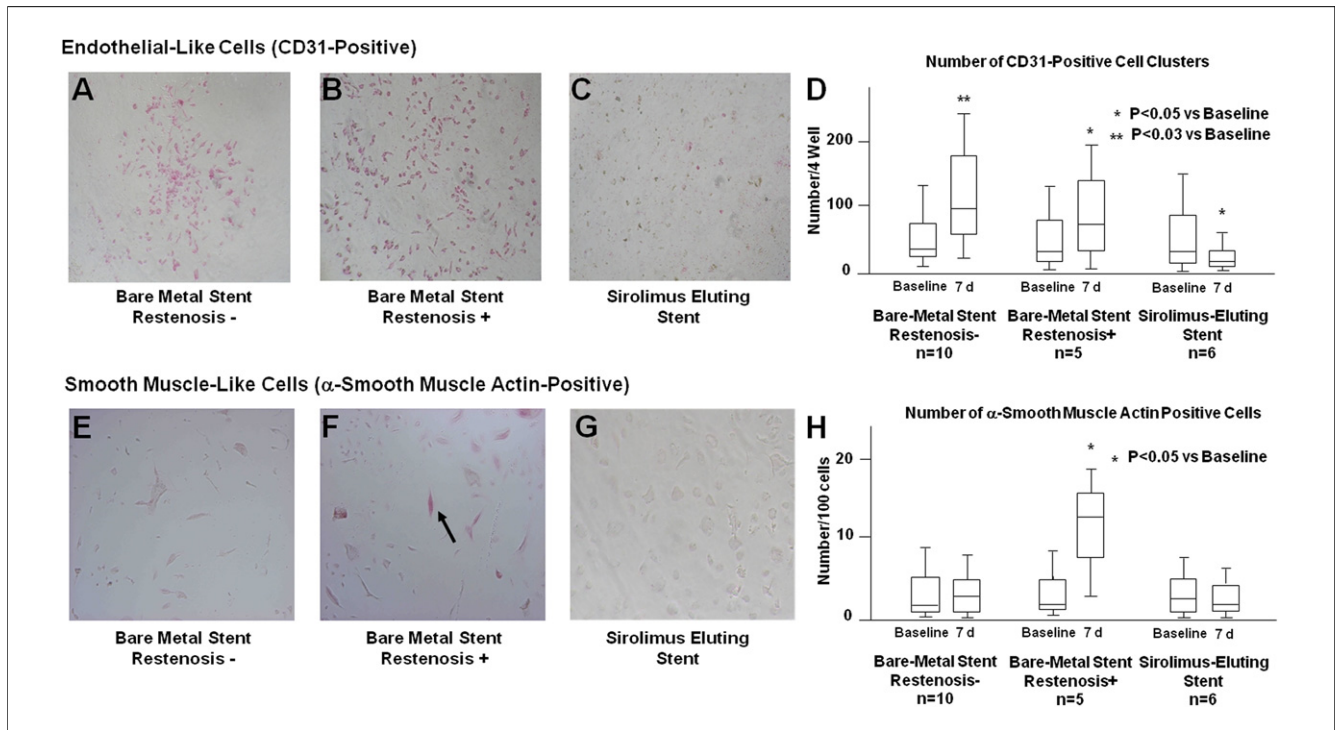 Endothelial-Like Cells (CD31-Positive)
A
B
C
Bare Metal Stent
Restenosis -
Bare Metal Stent
Restenosis +
Sirolimus Eluting
Stent
Number of CD31-Positive Cell Clusters
D
* P<0.05 vs Baseline
** P<0.03 vs Baseline
**
*
*
Number/4 Well
200
100
0
Baseline 7 d
Baseline 7 d
Baseline 7 d
Bare-Metal Stent
Restenosis-
n=10
Bare-Metal Stent
Restenosis+
n=5
Sirolimus-Eluting
Stent
n=6
Smooth Muscle-Like Cells (α-Smooth Muscle Actin-Positive)
E
F
G
Bare Metal Stent
Restenosis -
Bare Metal Stent
Restenosis +
Sirolimus Eluting
Stent
Number of α-Smooth Muscle Actin Positive Cells
H
* P<0.05 vs Baseline
*
Number/100 cells
20
10
0
Baseline 7 d
Baseline 7 d
Baseline 7 d
Bare-Metal Stent
Restenosis-
n=10
Bare-Metal Stent
Restenosis+
n=5
Sirolimus-Eluting
Stent
n=6